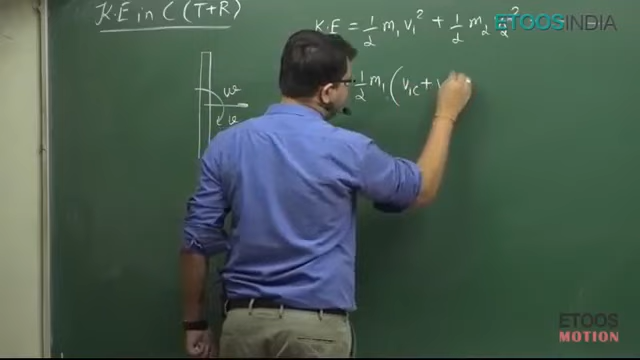 K.E in C (T+R)
K.E = 1/2 m₁ v₁² + 1/2 m₂ v₂²
1/2 m₁ ( v₁c + v
ω
v
ETOOSINDIA
ETOOS
MOTION